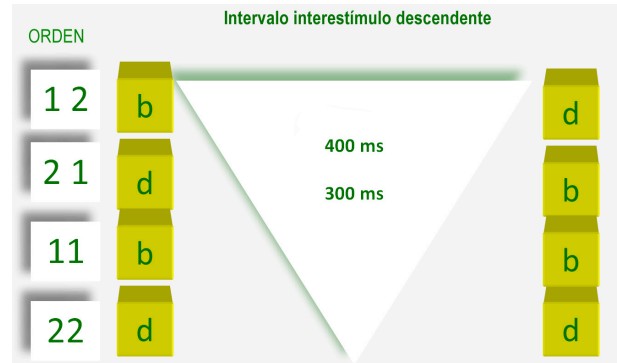 Intervalo interestímulo descendente
ORDEN
1 2 b d
400 ms
2 1 d b
300 ms
11 b b
22 d d